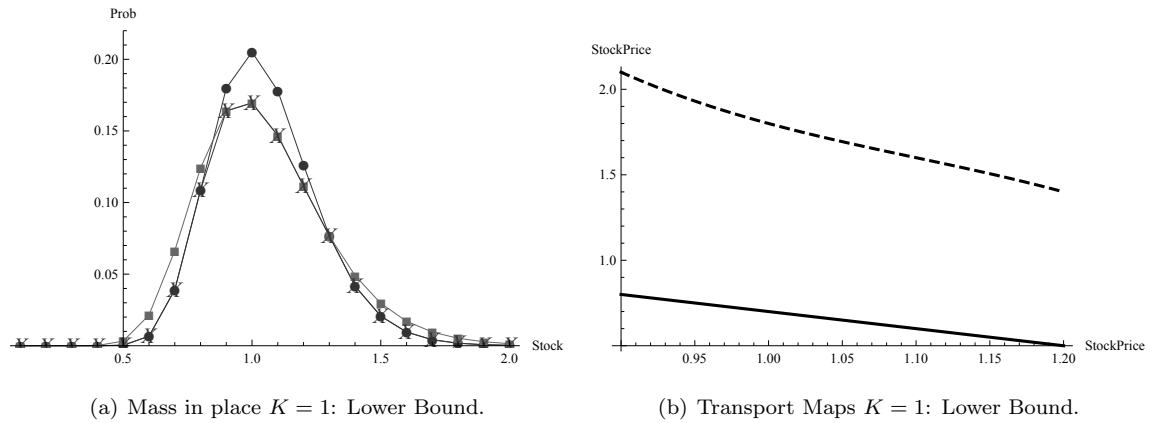 Prob
0.20
0.15
0.10
0.05
0.5
1.0
1.5
2.0
Stock
(a) Mass in place K = 1: Lower Bound.
StockPrice
2.0
1.5
1.0
0.95
1.00
1.05
1.10
1.15
1.20
StockPrice
(b) Transport Maps K = 1: Lower Bound.